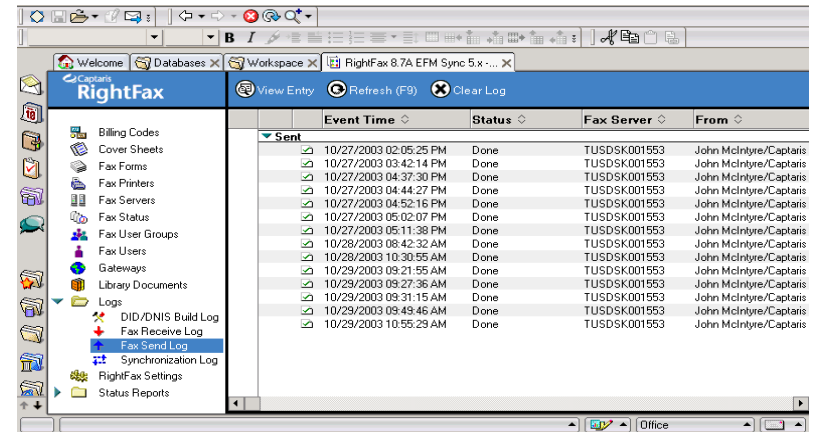 B I
Welcome Databases Workspace RightFax 8.7A EFM Sync 5.x -...
Captaris
RightFax
View Entry Refresh (F9) Clear Log
Event Time Status Fax Server From
Sent
10/27/2003 02:05:25 PM Done TUSDSK001553 John McIntyre/Captaris
10/27/2003 03:42:14 PM Done TUSDSK001553 John McIntyre/Captaris
10/27/2003 04:37:30 PM Done TUSDSK001553 John McIntyre/Captaris
10/27/2003 04:44:27 PM Done TUSDSK001553 John McIntyre/Captaris
10/27/2003 04:52:16 PM Done TUSDSK001553 John McIntyre/Captaris
10/27/2003 05:02:07 PM Done TUSDSK001553 John McIntyre/Captaris
10/27/2003 05:11:38 PM Done TUSDSK001553 John McIntyre/Captaris
10/28/2003 08:42:32 AM Done TUSDSK001553 John McIntyre/Captaris
10/28/2003 10:30:55 AM Done TUSDSK001553 John McIntyre/Captaris
10/29/2003 09:21:55 AM Done TUSDSK001553 John McIntyre/Captaris
10/29/2003 09:27:36 AM Done TUSDSK001553 John McIntyre/Captaris
10/29/2003 09:31:15 AM Done TUSDSK001553 John McIntyre/Captaris
10/29/2003 09:49:46 AM Done TUSDSK001553 John McIntyre/Captaris
10/29/2003 10:55:29 AM Done TUSDSK001553 John McIntyre/Captaris
Billing Codes
Cover Sheets
Fax Forms
Fax Printers
Fax Servers
Fax Status
Fax User Groups
Fax Users
Gateways
Library Documents
Logs
DID/DNIS Build Log
Fax Receive Log
Fax Send Log
Synchronization Log
RightFax Settings
Status Reports
Office